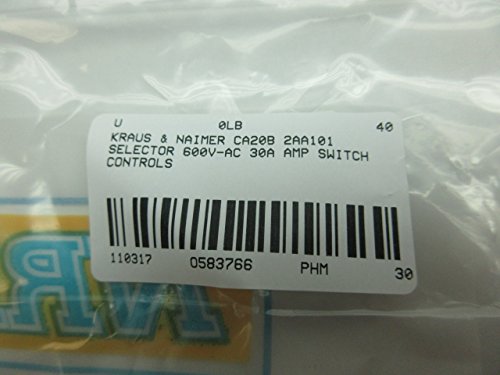 U 0LB 40
KRAUS & NAIMER CA20B 2AA101
SELECTOR 600V-AC 30A AMP SWITCH
CONTROLS
110317 0583766 PHM 30